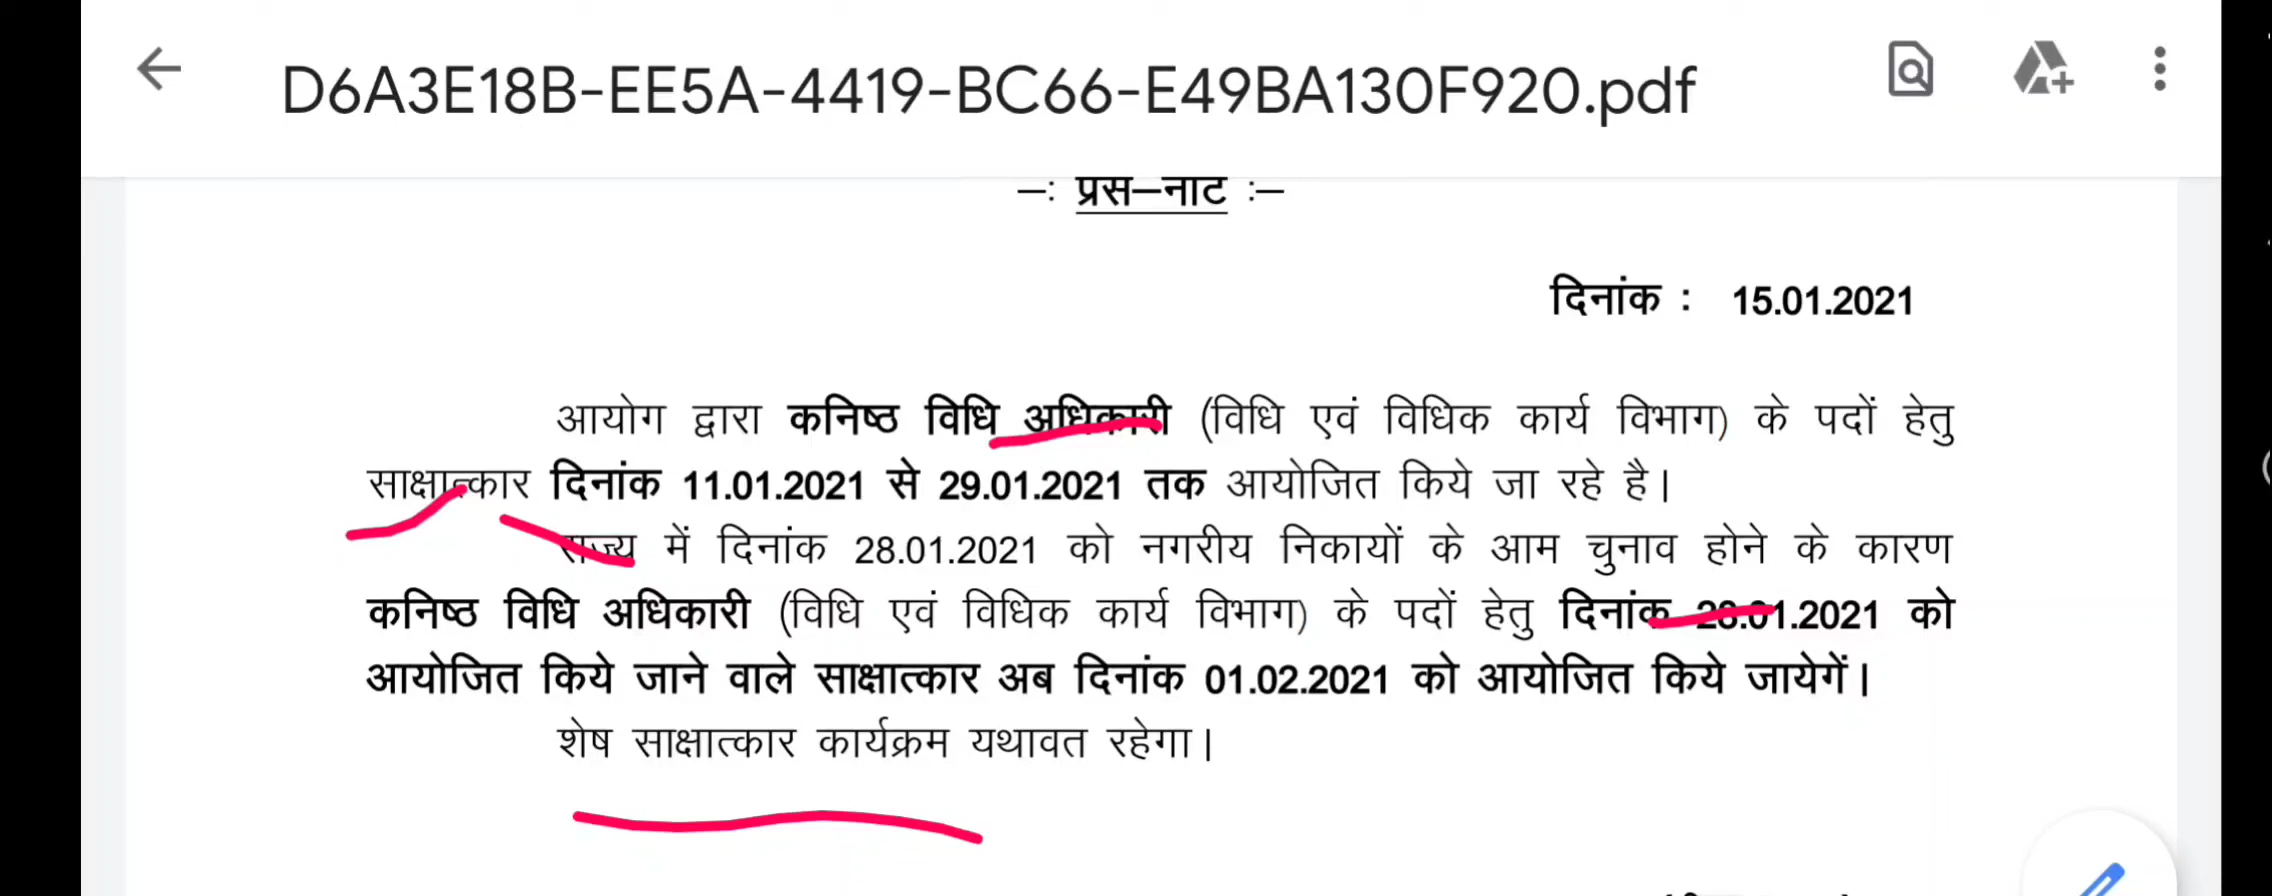 D6A3E18B-EE5A-4419-BC66-E49BA130F920.pdf
–: प्रेस–नोट :–
दिनांक : 15.01.2021
आयोग द्वारा कनिष्ठ विधि अधिकारी (विधि एवं विधिक कार्य विभाग) के पदों हेतु
साक्षात्कार दिनांक 11.01.2021 से 29.01.2021 तक आयोजित किये जा रहे है।
राज्य में दिनांक 28.01.2021 को नगरीय निकायों के आम चुनाव होने के कारण
कनिष्ठ विधि अधिकारी (विधि एवं विधिक कार्य विभाग) के पदों हेतु दिनांक 28.01.2021 को
आयोजित किये जाने वाले साक्षात्कार अब दिनांक 01.02.2021 को आयोजित किये जायेगें।
शेष साक्षात्कार कार्यक्रम यथावत रहेगा।